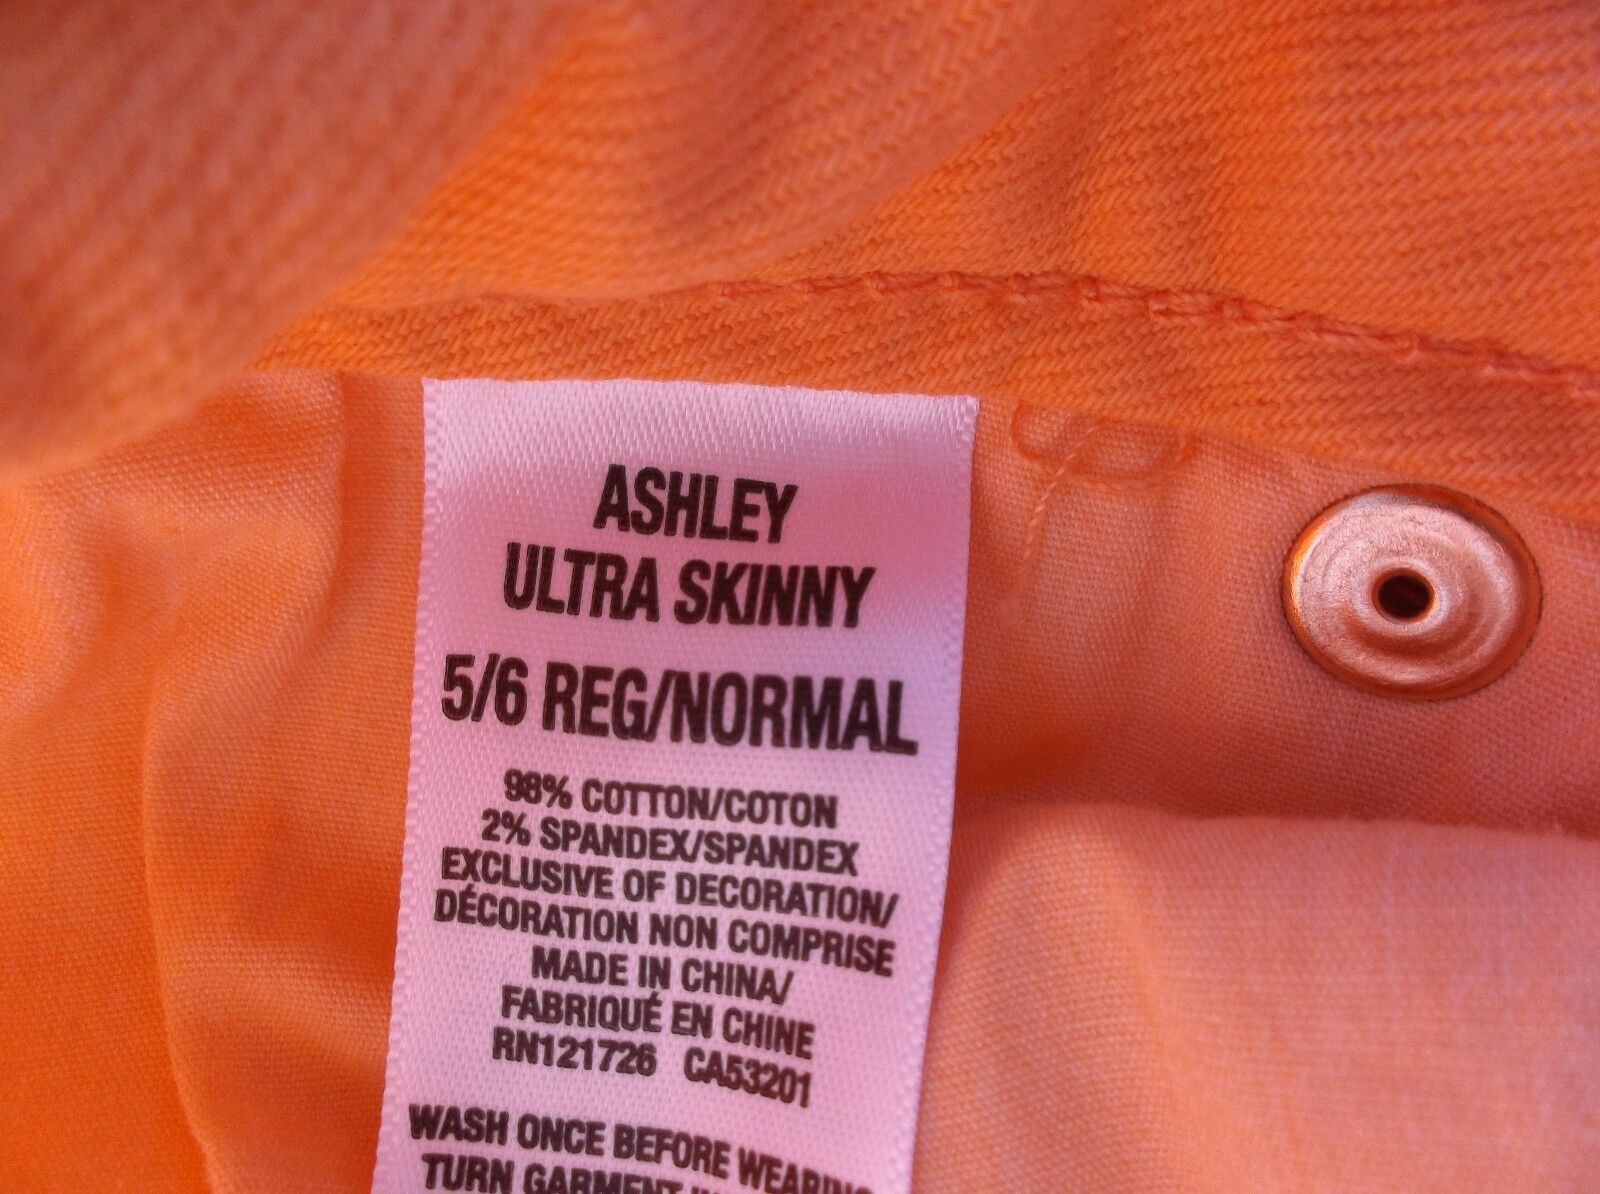 ASHLEY
ULTRA SKINNY
5/6 REG/NORMAL
98% COTTON/COTON
2% SPANDEX/SPANDEX
EXCLUSIVE OF DECORATION/
DÉCORATION NON COMPRISE
MADE IN CHINA/
FABRIQUÉ EN CHINE
RN121726 CA53201
WASH ONCE BEFORE WEARING
TURN GARMENT